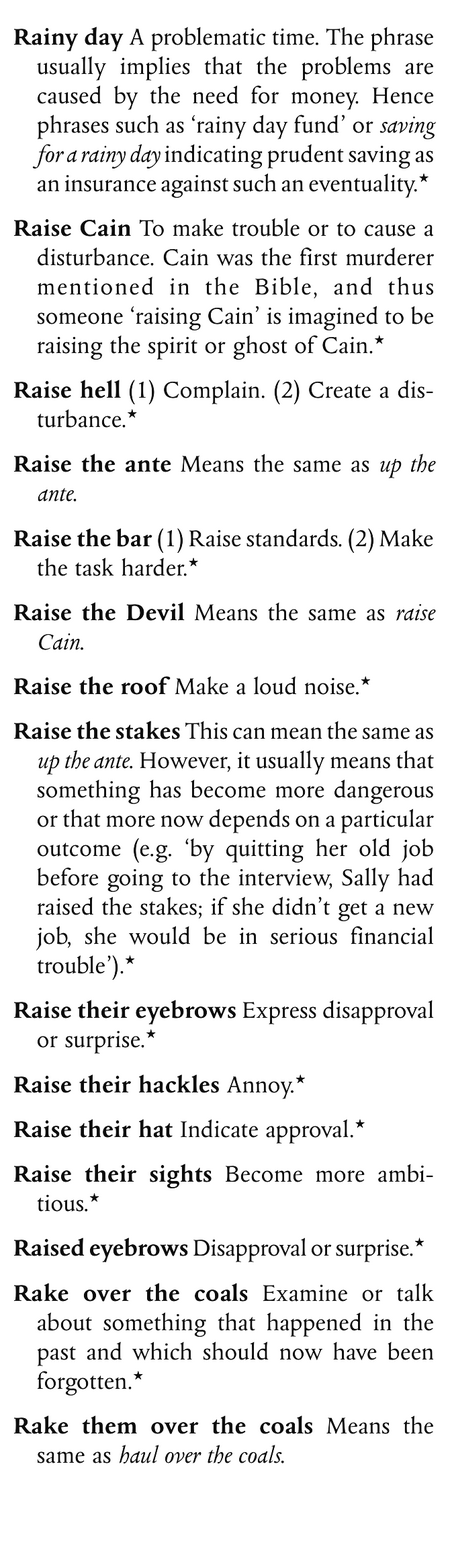 Rainy day A problematic time. The phrase
usually implies that the problems are
caused by the need for money. Hence
phrases such as ‘rainy day fund’ or saving
for a rainy day indicating prudent saving as
an insurance against such an eventuality.★
Raise Cain To make trouble or to cause a
disturbance. Cain was the first murderer
mentioned in the Bible, and thus
someone ‘raising Cain’ is imagined to be
raising the spirit or ghost of Cain.★
Raise hell (1) Complain. (2) Create a dis-
turbance.★
Raise the ante Means the same as up the
ante.
Raise the bar (1) Raise standards. (2) Make
the task harder.★
Raise the Devil Means the same as raise
Cain.
Raise the roof Make a loud noise.★
Raise the stakes This can mean the same as
up the ante. However, it usually means that
something has become more dangerous
or that more now depends on a particular
outcome (e.g. ‘by quitting her old job
before going to the interview, Sally had
raised the stakes; if she didn’t get a new
job, she would be in serious financial
trouble’).★
Raise their eyebrows Express disapproval
or surprise.★
Raise their hackles Annoy.★
Raise their hat Indicate approval.★
Raise their sights Become more ambi-
tious.★
Raised eyebrows Disapproval or surprise.★
Rake over the coals Examine or talk
about something that happened in the
past and which should now have been
forgotten.★
Rake them over the coals Means the
same as haul over the coals.